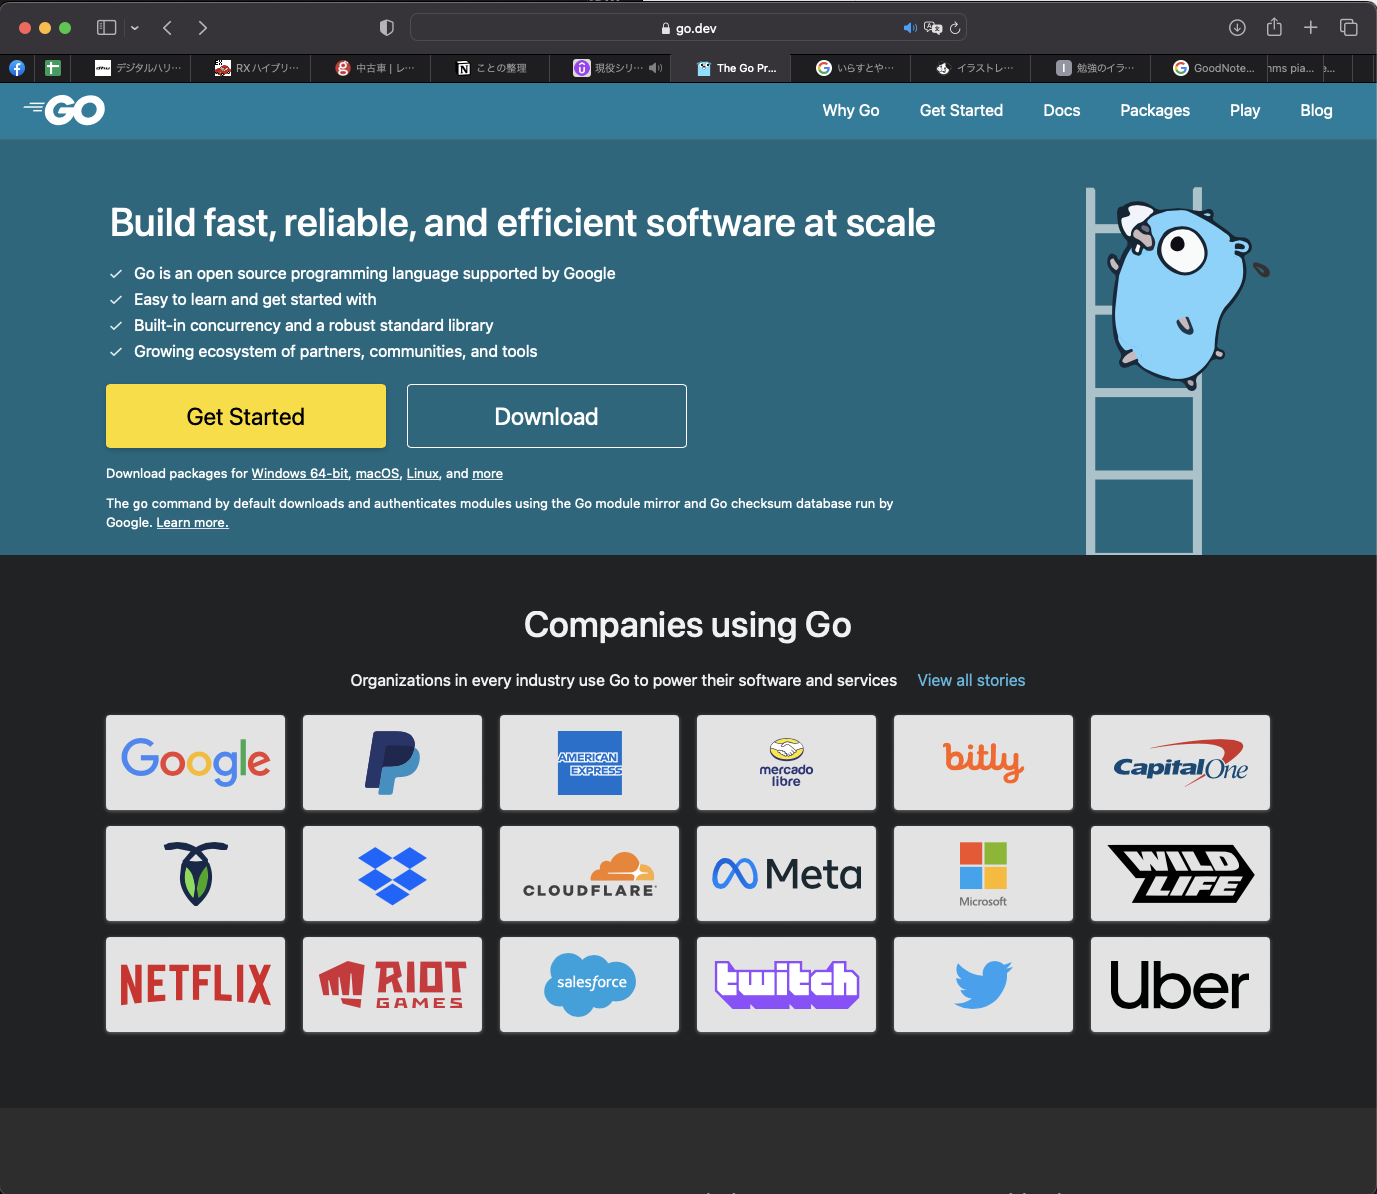 go.dev
デジタルハリ…
RX ハイブリ…
中古車 | レ…
ことの整理
現役シリ…
The Go Pr...
いらすとや…
イラストレ…
勉強のイラ…
GoodNote...
GO
Why Go
Get Started
Docs
Packages
Play
Blog
Build fast, reliable, and efficient software at scale
Go is an open source programming language supported by Google
Easy to learn and get started with
Built-in concurrency and a robust standard library
Growing ecosystem of partners, communities, and tools
Get Started
Download
Download packages for Windows 64-bit, macOS, Linux, and more
The go command by default downloads and authenticates modules using the Go module mirror and Go checksum database run by
Google. Learn more.
Companies using Go
Organizations in every industry use Go to power their software and services
View all stories
Google
AMERICAN
EXPRESS
mercado
libre
bitly
Capital One
CLOUDFLARE
Meta
Microsoft
WILD
LIFE
NETFLIX
RIOT
GAMES
salesforce
twitch
Uber